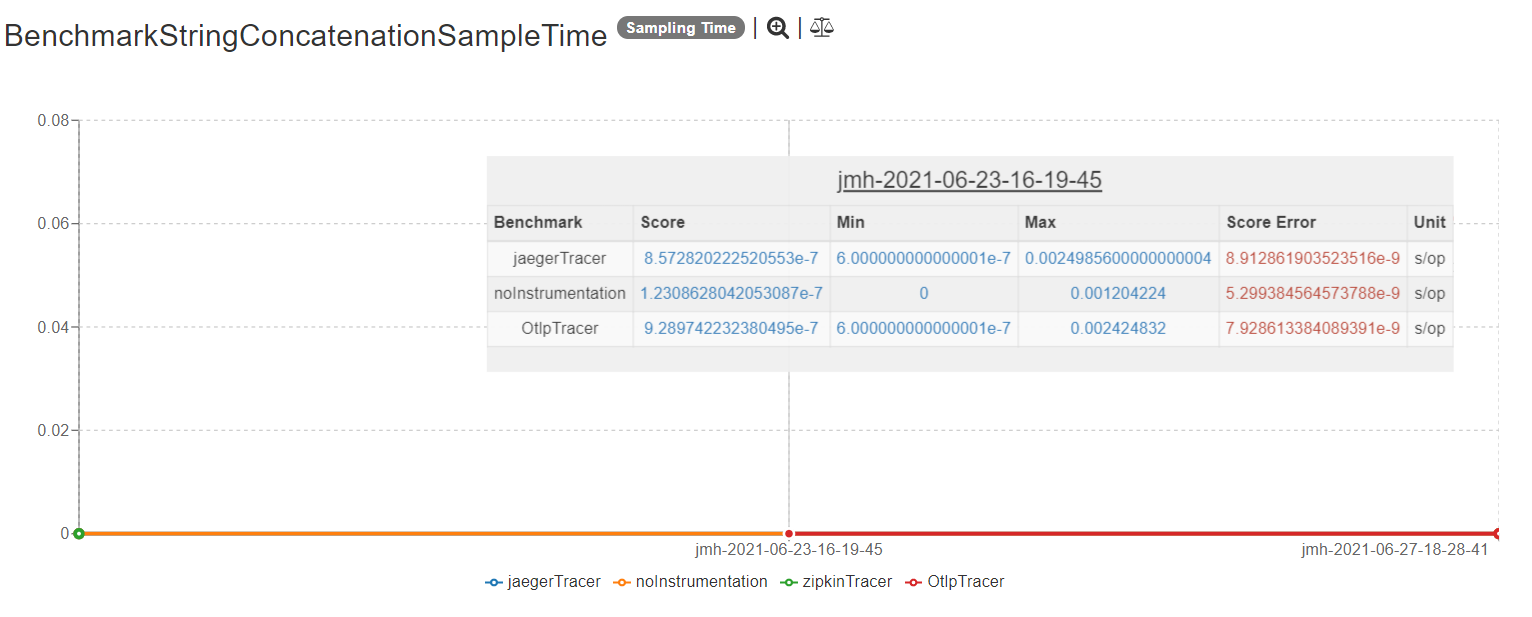 BenchmarkStringConcatenationSampleTime Sampling Time | |
0.08
jmh-2021-06-23-16-19-45
0.06 Benchmark Score Min Max Score Error Unit
jaegerTracer 8.572820222520553e-7 6.000000000000001e-7 0.0024985600000000004 8.912861903523516e-9 s/op
noInstrumentation 1.2308628042053087e-7 0 0.001204224 5.299384564573788e-9 s/op
0.04 OtlpTracer 9.289742232380495e-7 6.000000000000001e-7 0.002424832 7.928613384089391e-9 s/op
0.02
0
jmh-2021-06-23-16-19-45 jmh-2021-06-27-18-28-41
jaegerTracer noInstrumentation zipkinTracer OtlpTracer